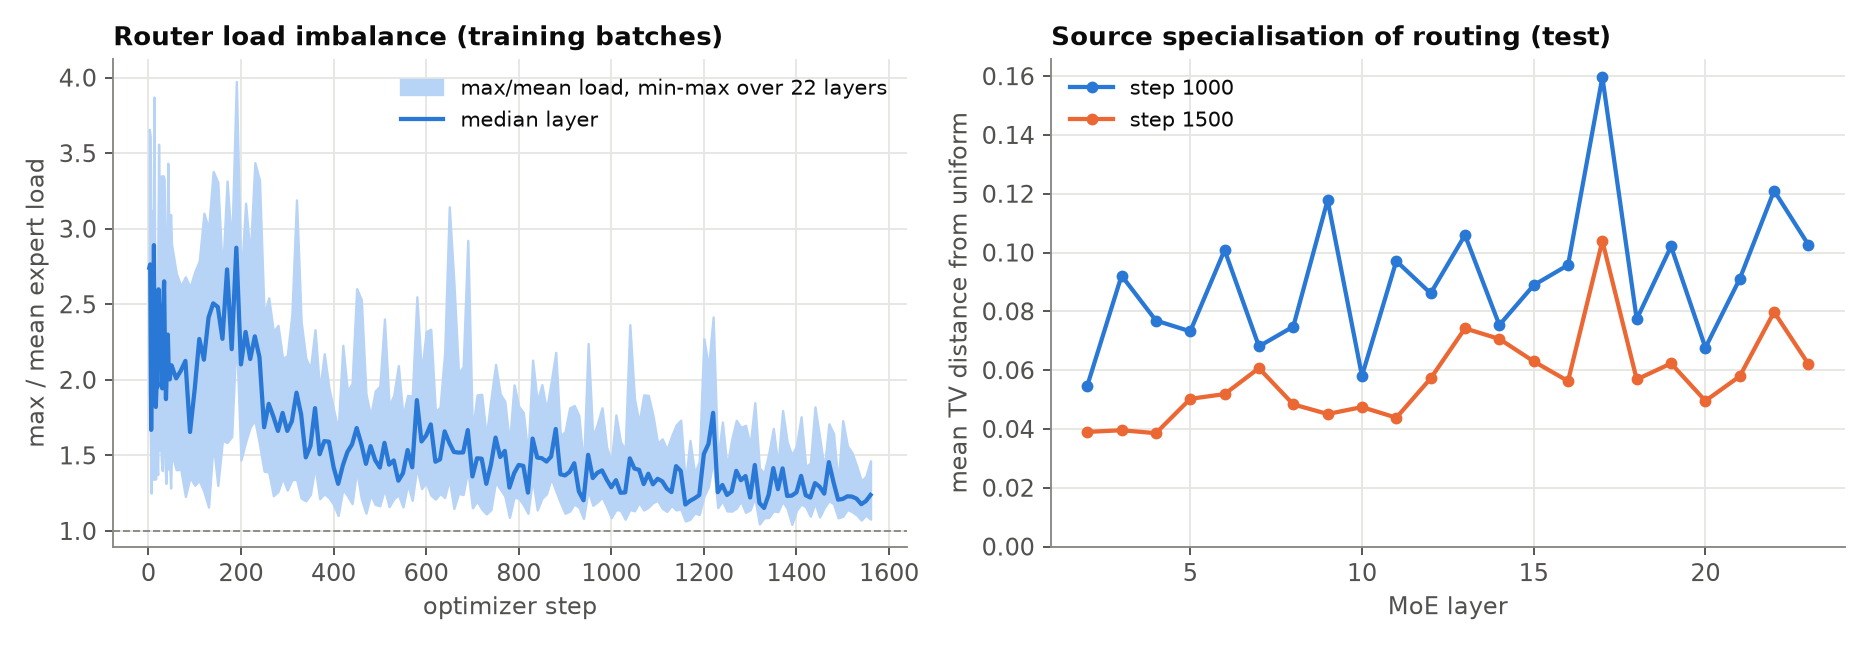 Router load imbalance (training batches)
max / mean expert load
4.0
3.5
3.0
2.5
2.0
1.5
1.0
max/mean load, min-max over 22 layers
median layer
0 200 400 600 800 1000 1200 1400 1600
optimizer step
Source specialisation of routing (test)
mean TV distance from uniform
0.16
0.14
0.12
0.10
0.08
0.06
0.04
0.02
0.00
step 1000
step 1500
5 10 15 20
MoE layer